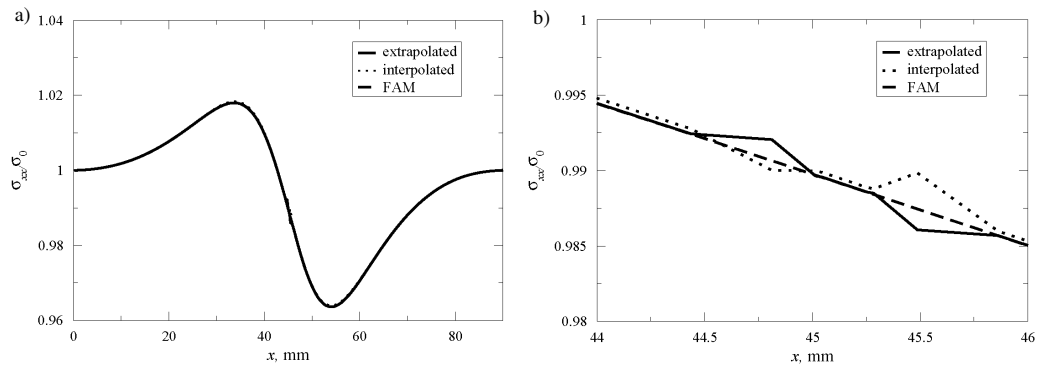 a)
1.04
1.02
1
0.98
0.96
σxx/σ0
0
20
40
60
80
x, mm
extrapolated
interpolated
FAM
b)
1
0.995
0.99
0.985
0.98
σxx/σ0
44
44.5
45
45.5
46
x, mm
extrapolated
interpolated
FAM